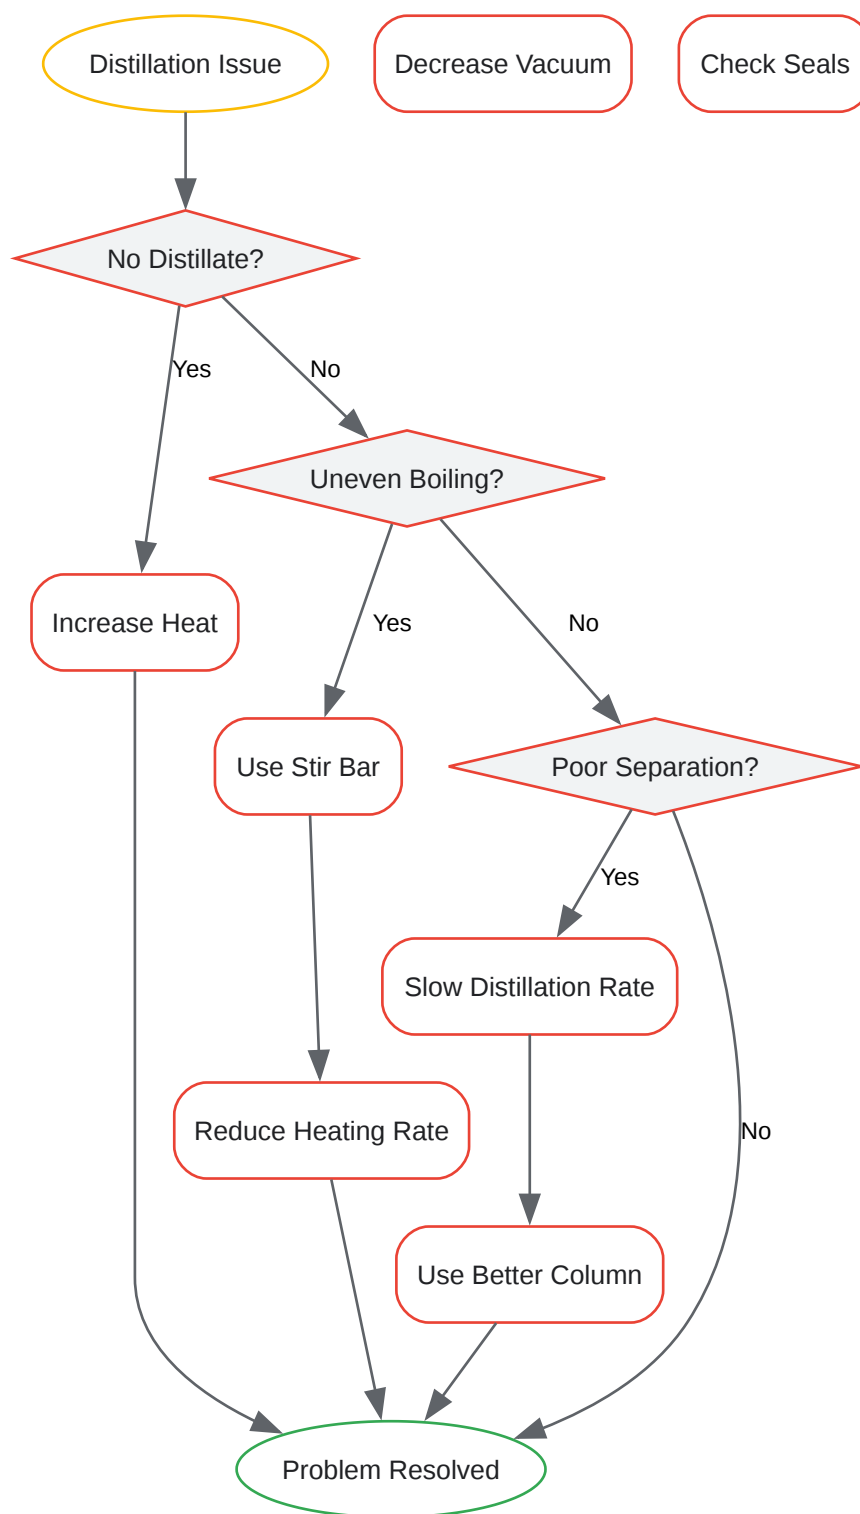 Distillation Issue
Decrease Vacuum
Check Seals
No Distillate?
Yes
No
Uneven Boiling?
Increase Heat
Yes
No
Use Stir Bar
Poor Separation?
Yes
Slow Distillation Rate
Reduce Heating Rate
No
Use Better Column
Problem Resolved